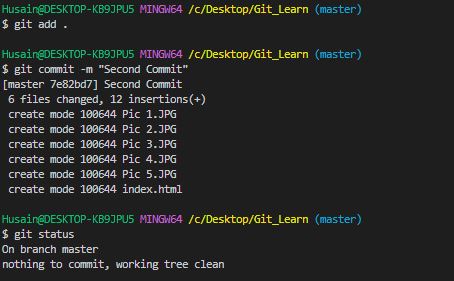 Husain@DESKTOP-KB9JPU5 MINGW64 /c/Desktop/Git_Learn (master)
$ git add .
Husain@DESKTOP-KB9JPU5 MINGW64 /c/Desktop/Git_Learn (master)
$ git commit -m "Second Commit"
[master 7e82bd7] Second Commit
6 files changed, 12 insertions(+)
create mode 100644 Pic 1.JPG
create mode 100644 Pic 2.JPG
create mode 100644 Pic 3.JPG
create mode 100644 Pic 4.JPG
create mode 100644 Pic 5.JPG
create mode 100644 index.html
Husain@DESKTOP-KB9JPU5 MINGW64 /c/Desktop/Git_Learn (master)
$ git status
On branch master
nothing to commit, working tree clean